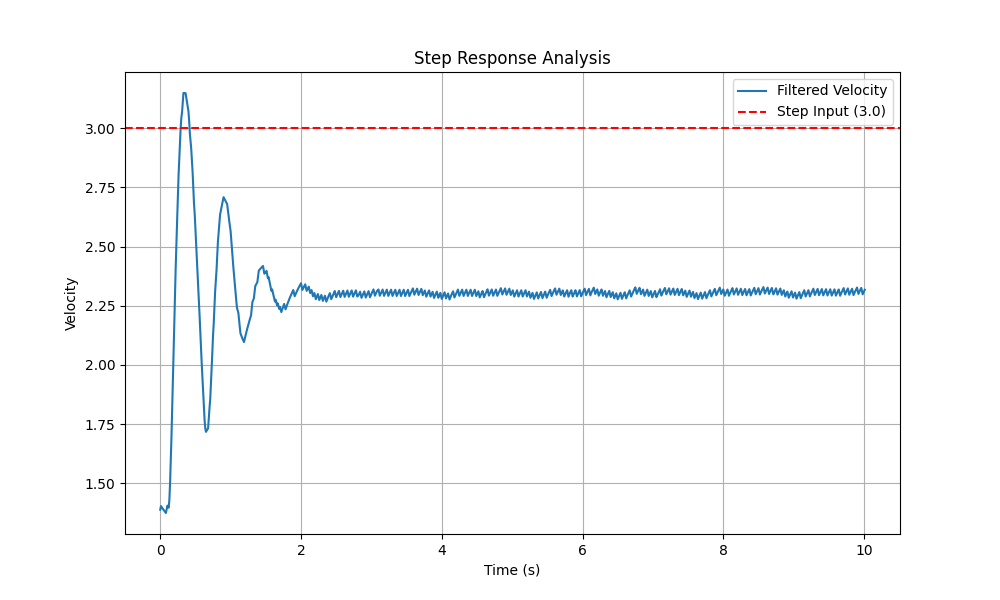 Step Response Analysis
Filtered Velocity
Step Input (3.0)
Velocity
3.00
2.75
2.50
2.25
2.00
1.75
1.50
0 2 4 6 8 10
Time (s)